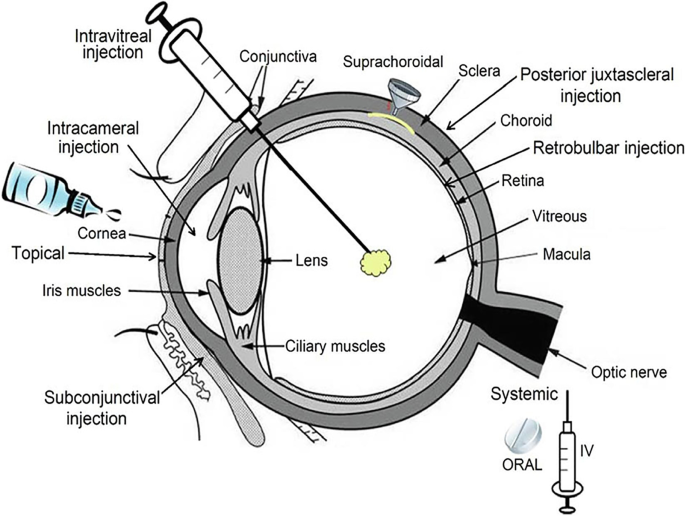 Intravitreal
injection
Conjunctiva
Suprachoroidal
Sclera
Posterior juxtascleral
injection
Choroid
Retrobulbar injection
Retina
Vitreous
Macula
Intracameral
injection
Cornea
Topical
Lens
Iris muscles
Ciliary muscles
Subconjunctival
injection
Optic nerve
Systemic
ORAL
IV